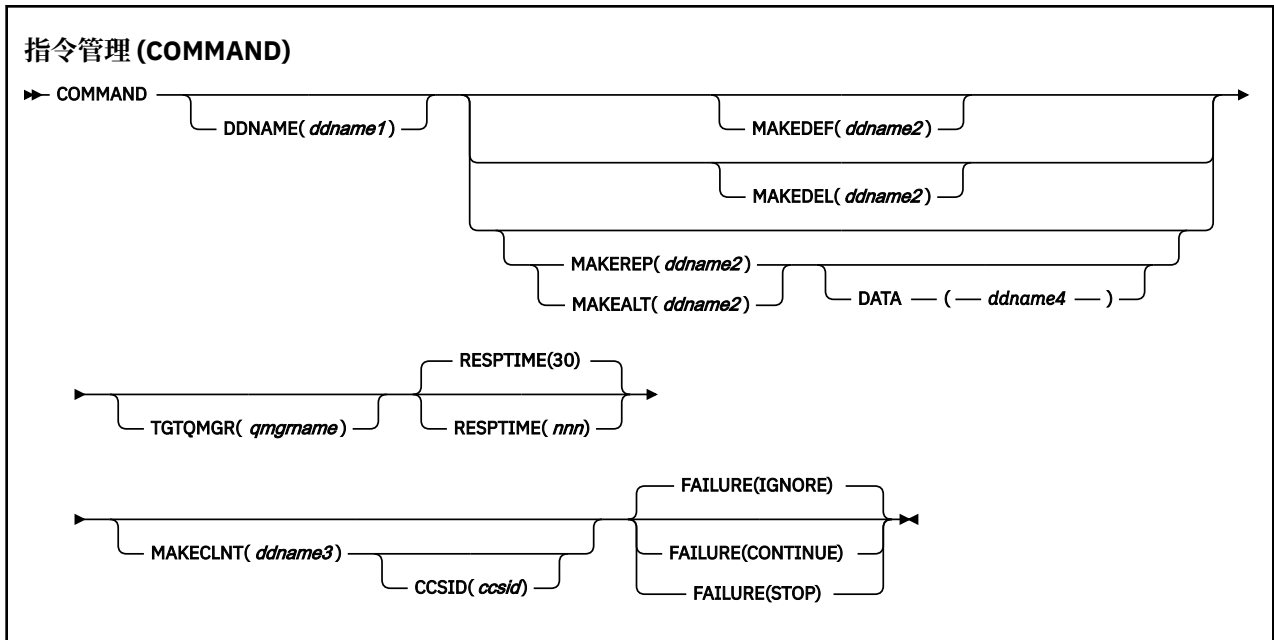 指令管理 (COMMAND)
COMMAND
DDNAME( ddname1 )
MAKEDEF( ddname2 )
MAKEDEL( ddname2 )
MAKEREP( ddname2 )
MAKEALT( ddname2 )
DATA ( ddname4 )
RESPTIME(30)
TGTQMGR( qmgrname )
RESPTIME( nnn)
FAILURE(IGNORE)
MAKECLNT( ddname3 )
FAILURE(CONTINUE)
CCSID( ccsid)
FAILURE(STOP)